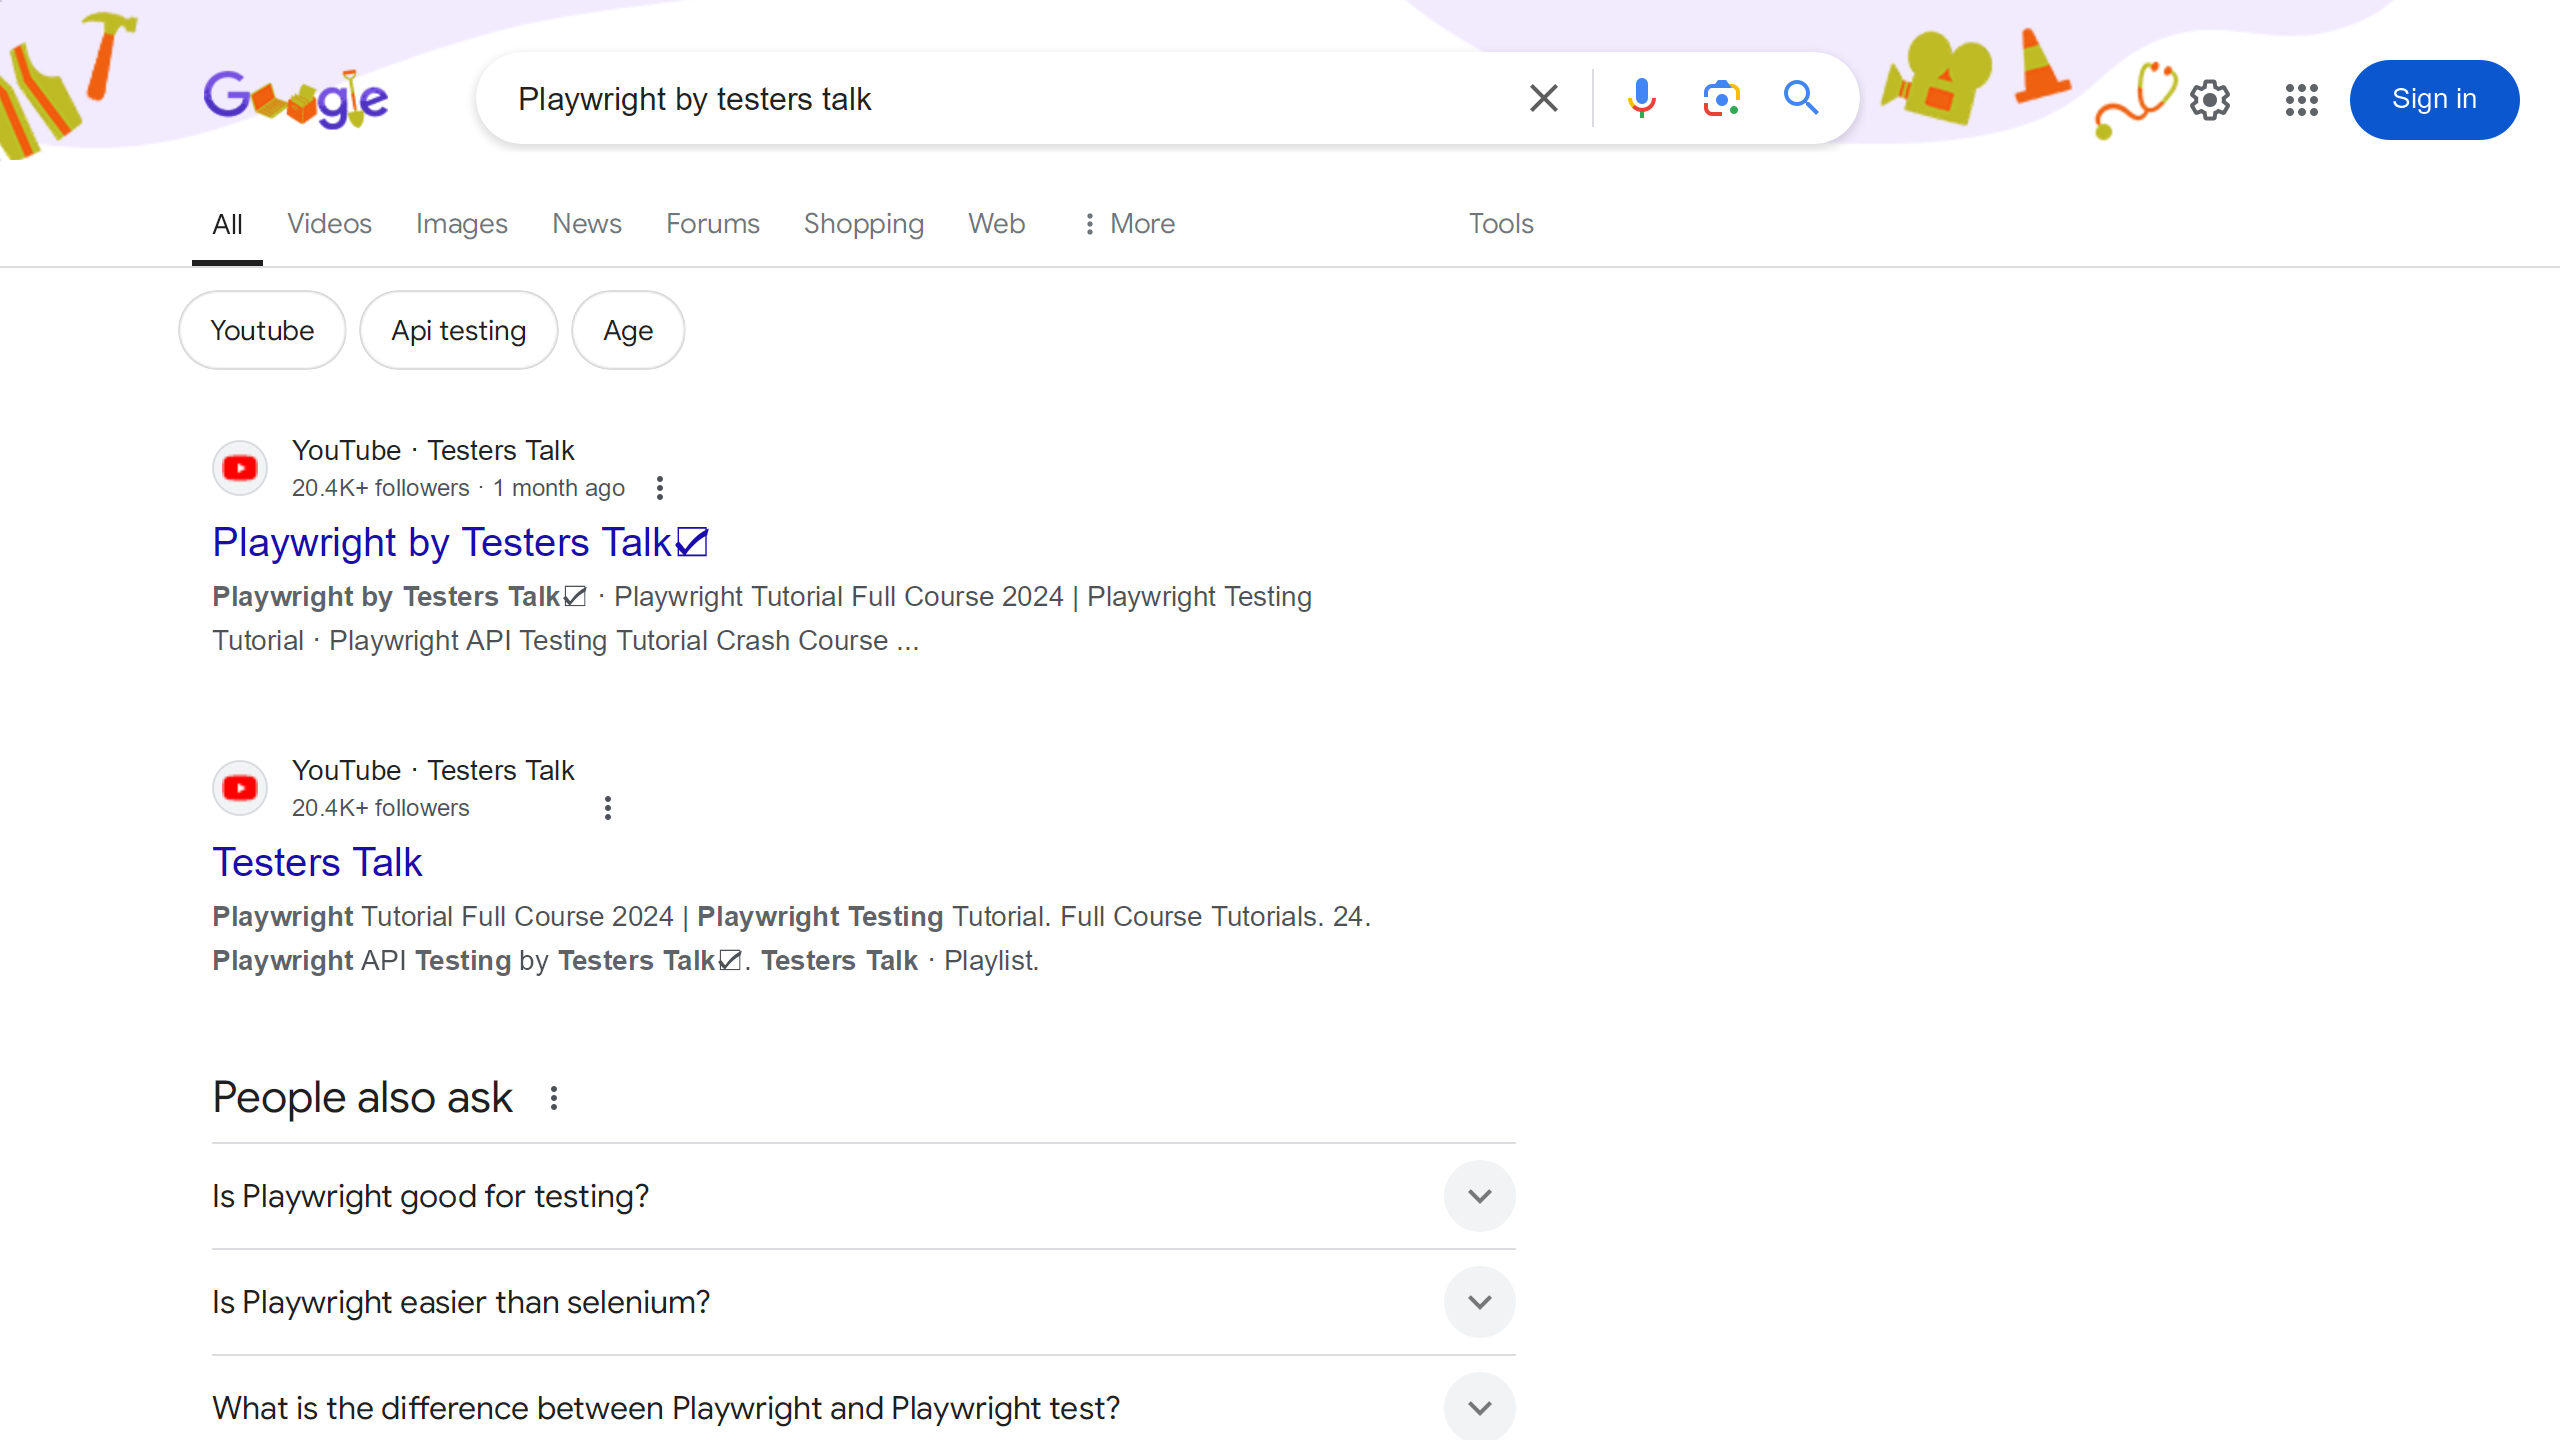 Google
Playwright by testers talk
Sign in
All Videos Images News Forums Shopping Web More Tools
Youtube Api testing Age
YouTube · Testers Talk
20.4K+ followers · 1 month ago
Playwright by Testers Talk☑
Playwright by Testers Talk☑ · Playwright Tutorial Full Course 2024 | Playwright Testing
Tutorial · Playwright API Testing Tutorial Crash Course ...
YouTube · Testers Talk
20.4K+ followers
Testers Talk
Playwright Tutorial Full Course 2024 | Playwright Testing Tutorial. Full Course Tutorials. 24.
Playwright API Testing by Testers Talk☑. Testers Talk · Playlist.
People also ask
Is Playwright good for testing?
Is Playwright easier than selenium?
What is the difference between Playwright and Playwright test?